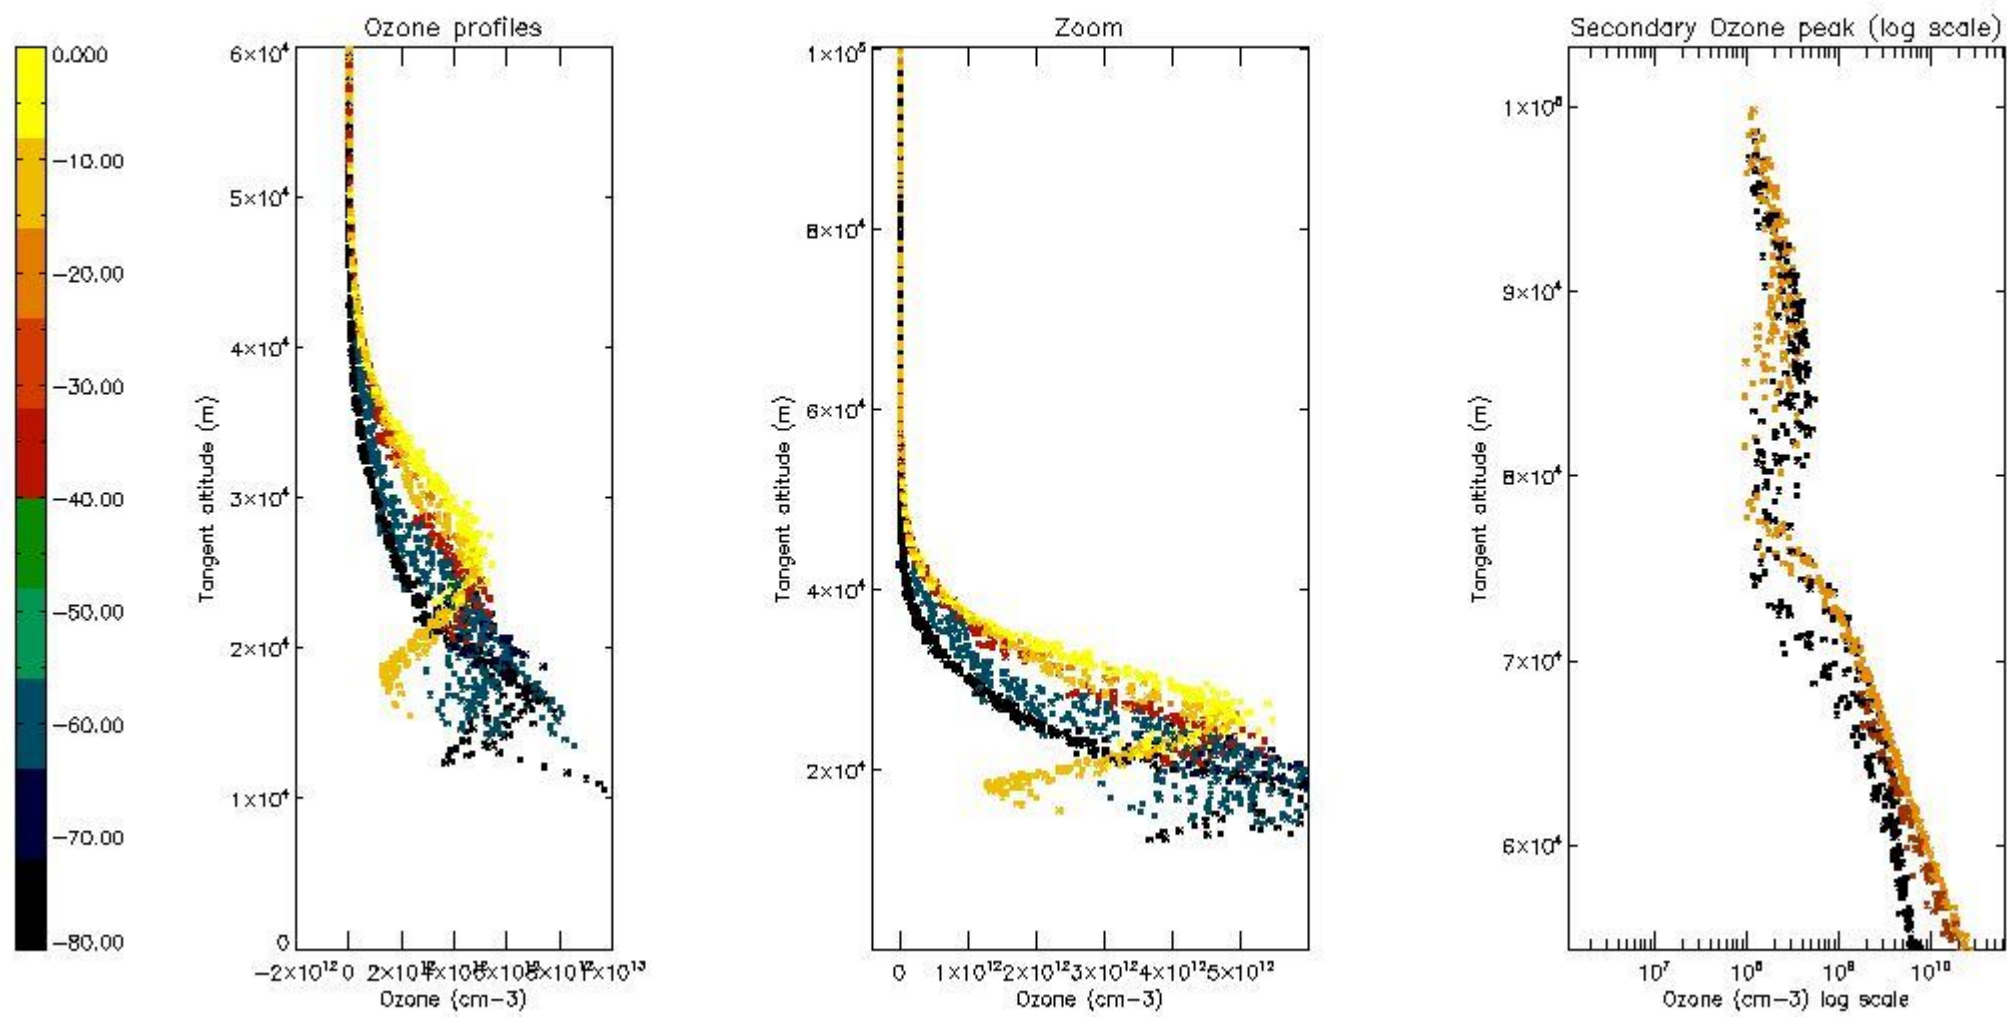 Ozone profiles
Zoom
Secondary Ozone peak (log scale)
0.000
−10.00
−20.00
−30.00
−40.00
−50.00
−60.00
−70.00
−80.00
6×10⁴
5×10⁴
4×10⁴
3×10⁴
2×10⁴
1×10⁴
0
Tangent altitude (m)
−2×10¹² 0
Ozone (cm−3)
1×10⁵
8×10⁴
6×10⁴
4×10⁴
2×10⁴
Tangent altitude (m)
0 1×10¹² 2×10¹² 3×10¹² 4×10¹² 5×10¹²
Ozone (cm−3)
9×10⁴
8×10⁴
7×10⁴
6×10⁴
Tangent altitude (m)
10⁷ 10⁸ 10⁹ 10¹⁰
Ozone (cm−3) log scale